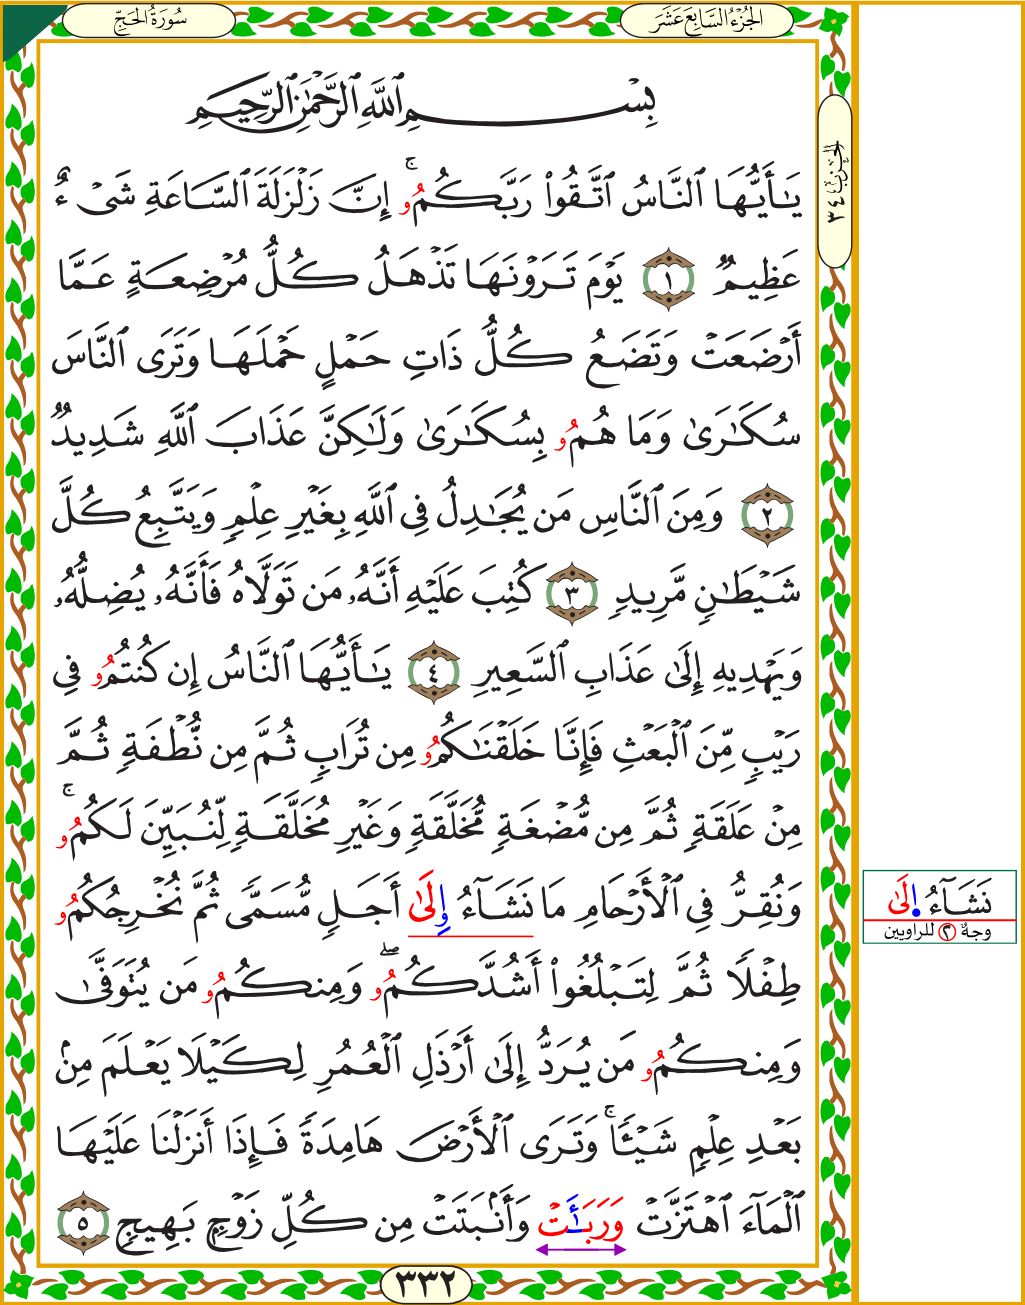 سُورَةُ الحَجِّ
الجُزْءُ السَّابِعَ عَشَرَ
الحِزْبُ ٣٤
بِسْمِ ٱللَّهِ ٱلرَّحْمَٰنِ ٱلرَّحِيمِ
يَٰٓأَيُّهَا ٱلنَّاسُ ٱتَّقُوا۟ رَبَّكُمُۥ ۚ إِنَّ زَلْزَلَةَ ٱلسَّاعَةِ شَىْءٌ
عَظِيمٌ ١ يَوْمَ تَرَوْنَهَا تَذْهَلُ كُلُّ مُرْضِعَةٍ عَمَّا
أَرْضَعَتْ وَتَضَعُ كُلُّ ذَاتِ حَمْلٍ حَمْلَهَا وَتَرَى ٱلنَّاسَ
سُكَٰرَىٰ وَمَا هُمُۥ بِسُكَٰرَىٰ وَلَٰكِنَّ عَذَابَ ٱللَّهِ شَدِيدٌ
٢ وَمِنَ ٱلنَّاسِ مَن يُجَٰدِلُ فِى ٱللَّهِ بِغَيْرِ عِلْمٍ وَيَتَّبِعُ كُلَّ
شَيْطَٰنٍ مَّرِيدٍ ٣ كُتِبَ عَلَيْهِ أَنَّهُۥ مَن تَوَلَّاهُ فَأَنَّهُۥ يُضِلُّهُۥ
وَيَهْدِيهِ إِلَىٰ عَذَابِ ٱلسَّعِيرِ ٤ يَٰٓأَيُّهَا ٱلنَّاسُ إِن كُنتُمُۥ فِى
رَيْبٍ مِّنَ ٱلْبَعْثِ فَإِنَّا خَلَقْنَٰكُمُۥ مِن تُرَابٍ ثُمَّ مِن نُّطْفَةٍ ثُمَّ
مِنْ عَلَقَةٍ ثُمَّ مِن مُّضْغَةٍ مُّخَلَّقَةٍ وَغَيْرِ مُخَلَّقَةٍ لِّنُبَيِّنَ لَكُمُۥ ۚ
وَنُقِرُّ فِى ٱلْأَرْحَامِ مَا نَشَآءُ وِلَىٰٓ أَجَلٍ مُّسَمًّى ثُمَّ نُخْرِجُكُمُۥ
طِفْلًا ثُمَّ لِتَبْلُغُوٓا۟ أَشُدَّكُمُۥ ۖ وَمِنكُمُۥ مَن يُتَوَفَّىٰ
وَمِنكُمُۥ مَن يُرَدُّ إِلَىٰٓ أَرْذَلِ ٱلْعُمُرِ لِكَيْلَا يَعْلَمَ مِنۢ
بَعْدِ عِلْمٍ شَيْـًٔا ۚ وَتَرَى ٱلْأَرْضَ هَامِدَةً فَإِذَآ أَنزَلْنَا عَلَيْهَا
ٱلْمَآءَ ٱهْتَزَّتْ وَرَبَأَتْ وَأَنۢبَتَتْ مِن كُلِّ زَوْجٍۭ بَهِيجٍ ٥
نَشَآءُ اِ۬لَىٰٓ
وجهٌ ٢ للراويين
٣٣٢